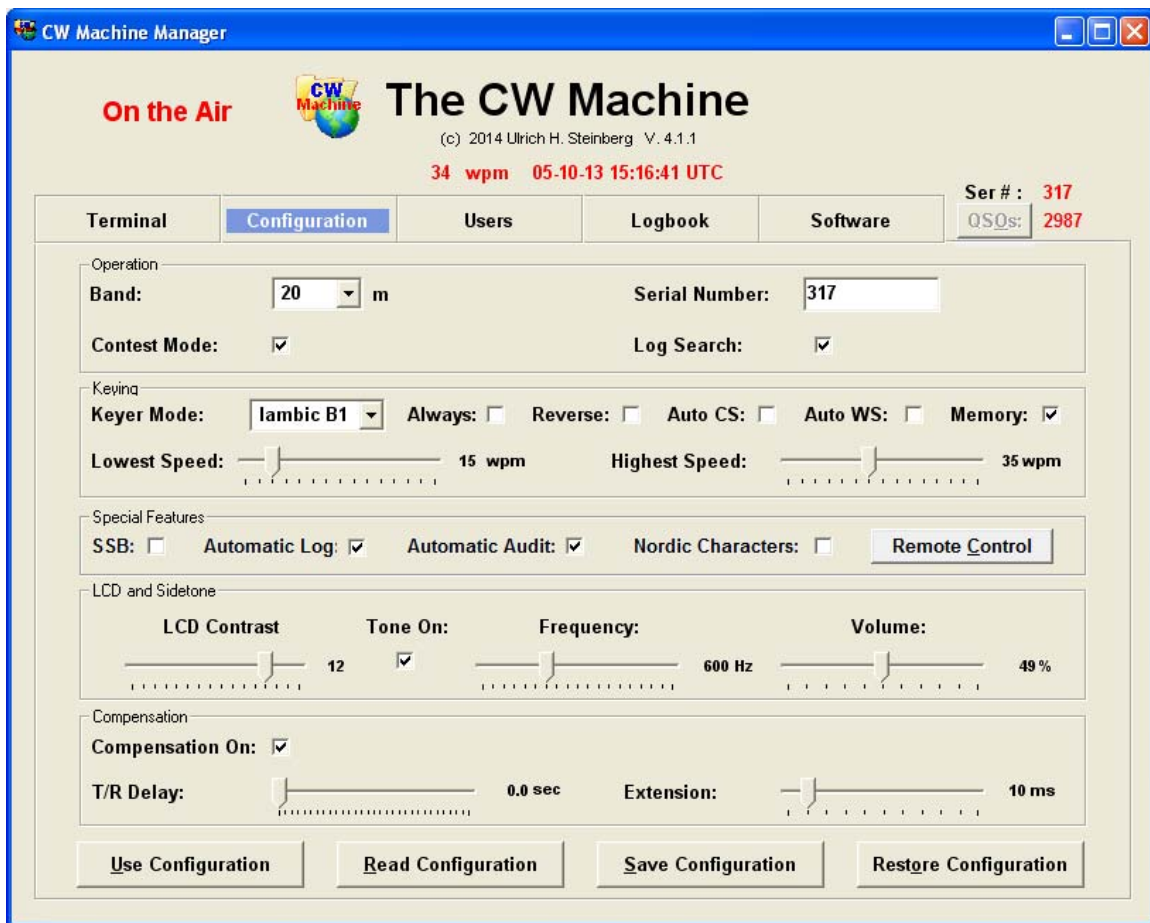 CW Machine Manager
On the Air
CW Machine
The CW Machine
(c) 2014 Ulrich H. Steinberg V. 4.1.1
34 wpm 05-10-13 15:16:41 UTC
Ser # : 317
Terminal Configuration Users Logbook Software QSOs: 2987
Operation
Band: 20 m Serial Number: 317
Contest Mode: Log Search:
Keying
Keyer Mode: Iambic B1 Always: Reverse: Auto CS: Auto WS: Memory:
Lowest Speed: 15 wpm Highest Speed: 35 wpm
Special Features
SSB: Automatic Log: Automatic Audit: Nordic Characters: Remote Control
LCD and Sidetone
LCD Contrast Tone On: Frequency: Volume:
12 600 Hz 49 %
Compensation
Compensation On:
T/R Delay: 0.0 sec Extension: 10 ms
Use Configuration Read Configuration Save Configuration Restore Configuration